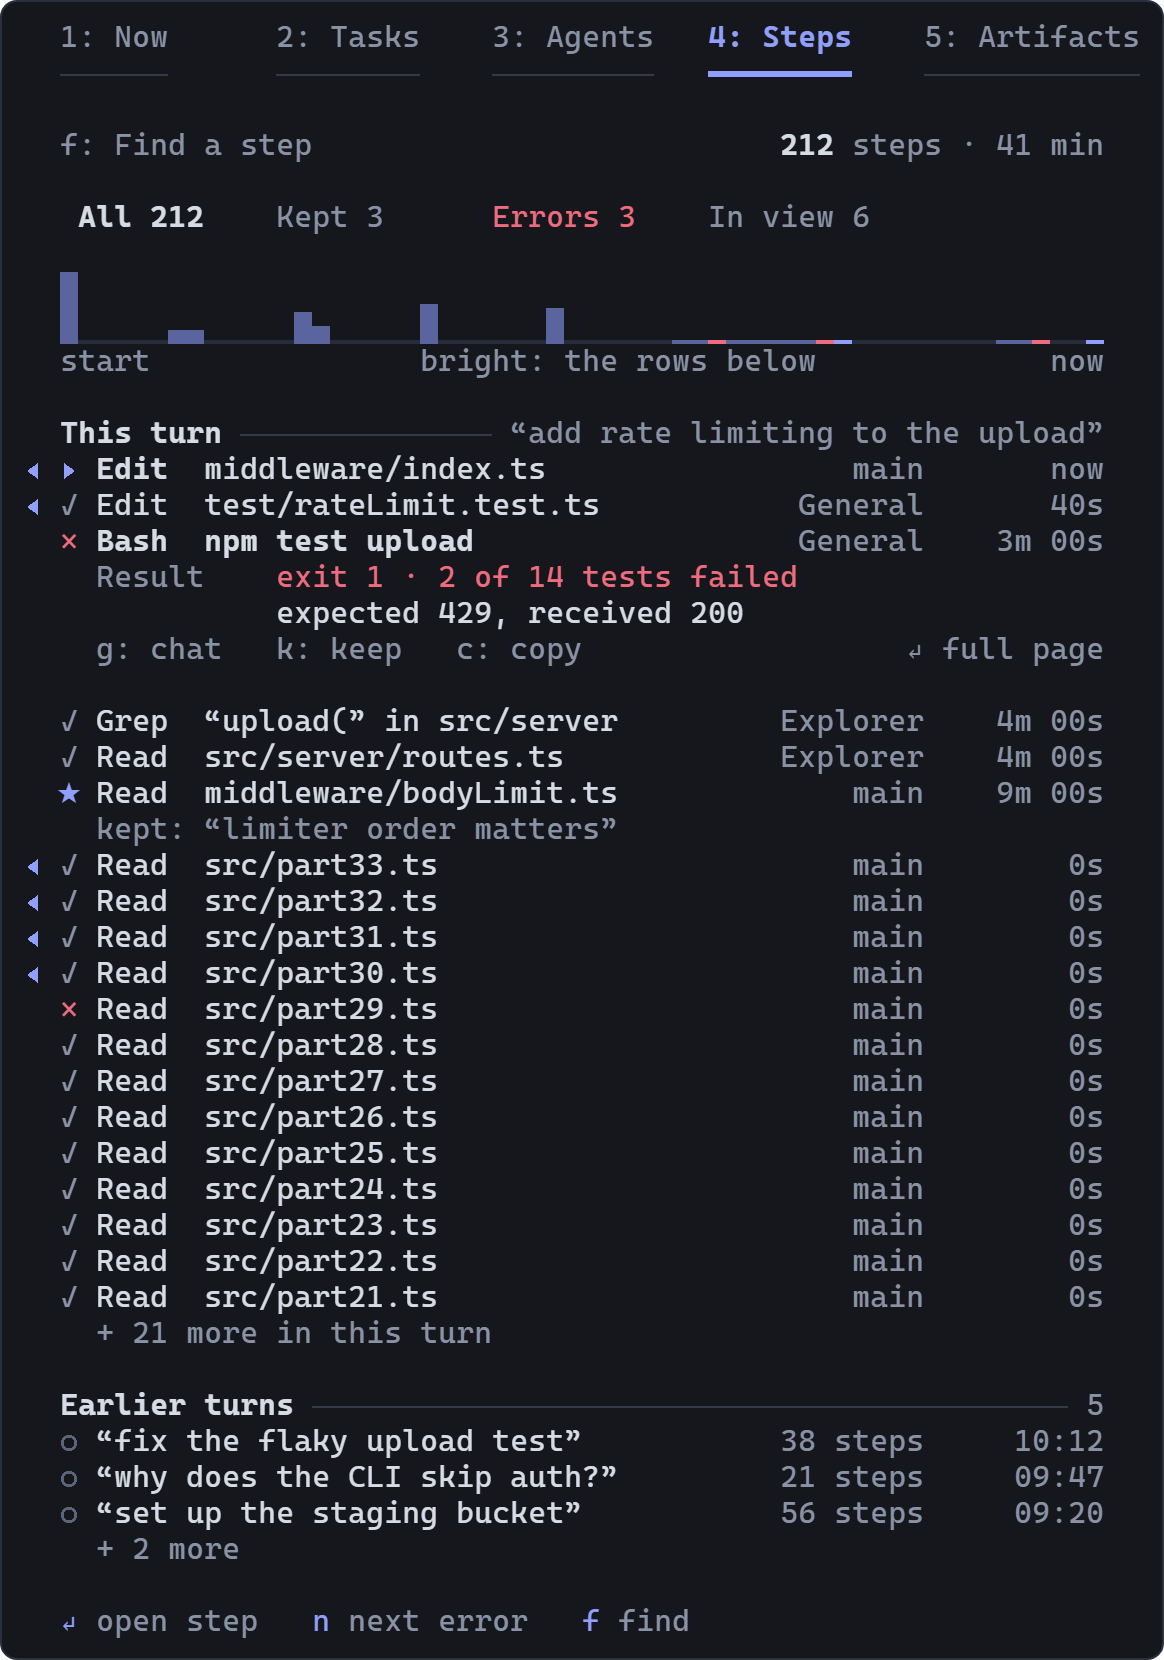 1: Now 2: Tasks 3: Agents 4: Steps 5: Artifacts
f: Find a step 212 steps · 41 min
All 212 Kept 3 Errors 3 In view 6
start bright: the rows below now
This turn “add rate limiting to the upload”
Edit middleware/index.ts main now
✓ Edit test/rateLimit.test.ts General 40s
× Bash npm test upload General 3m 00s
Result exit 1 · 2 of 14 tests failed
expected 429, received 200
g: chat k: keep c: copy ↵ full page
✓ Grep “upload(” in src/server Explorer 4m 00s
✓ Read src/server/routes.ts Explorer 4m 00s
★ Read middleware/bodyLimit.ts main 9m 00s
kept: “limiter order matters”
✓ Read src/part33.ts main 0s
✓ Read src/part32.ts main 0s
✓ Read src/part31.ts main 0s
✓ Read src/part30.ts main 0s
× Read src/part29.ts main 0s
✓ Read src/part28.ts main 0s
✓ Read src/part27.ts main 0s
✓ Read src/part26.ts main 0s
✓ Read src/part25.ts main 0s
✓ Read src/part24.ts main 0s
✓ Read src/part23.ts main 0s
✓ Read src/part22.ts main 0s
✓ Read src/part21.ts main 0s
+ 21 more in this turn
Earlier turns 5
○ “fix the flaky upload test” 38 steps 10:12
○ “why does the CLI skip auth?” 21 steps 09:47
○ “set up the staging bucket” 56 steps 09:20
+ 2 more
↵ open step n next error f find